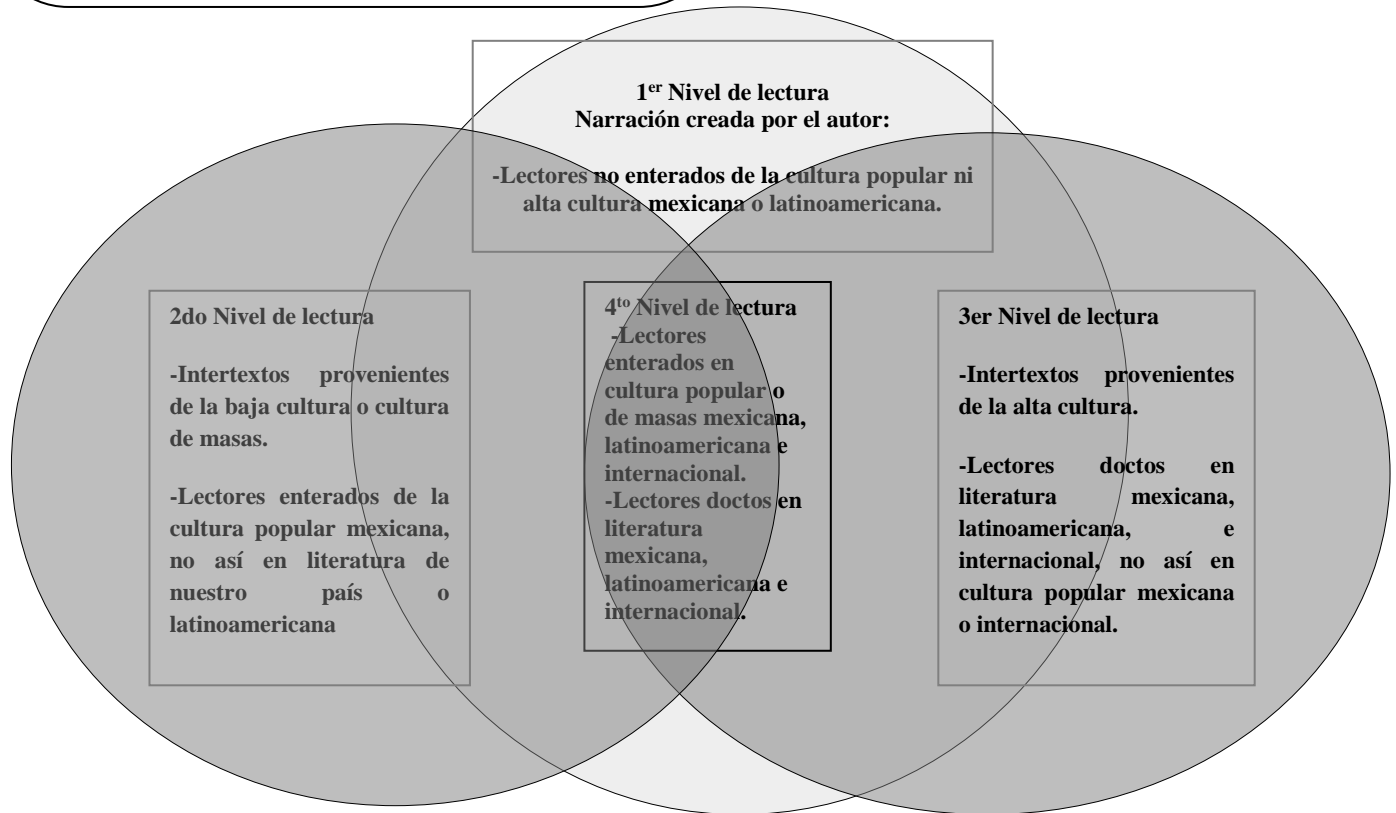 1er Nivel de lectura
Narración creada por el autor:
-Lectores no enterados de la cultura popular ni
alta cultura mexicana o latinoamericana.
2do Nivel de lectura
-Intertextos provenientes
de la baja cultura o cultura
de masas.
-Lectores enterados de la
cultura popular mexicana,
no así en literatura de
nuestro país o
latinoamericana
4to Nivel de lectura
-Lectores
enterados en
cultura popular o
de masas mexicana,
latinoamericana e
internacional.
-Lectores doctos en
literatura
mexicana,
latinoamericana e
internacional.
3er Nivel de lectura
-Intertextos provenientes
de la alta cultura.
-Lectores doctos en
literatura mexicana,
latinoamericana, e
internacional, no así en
cultura popular mexicana
o internacional.